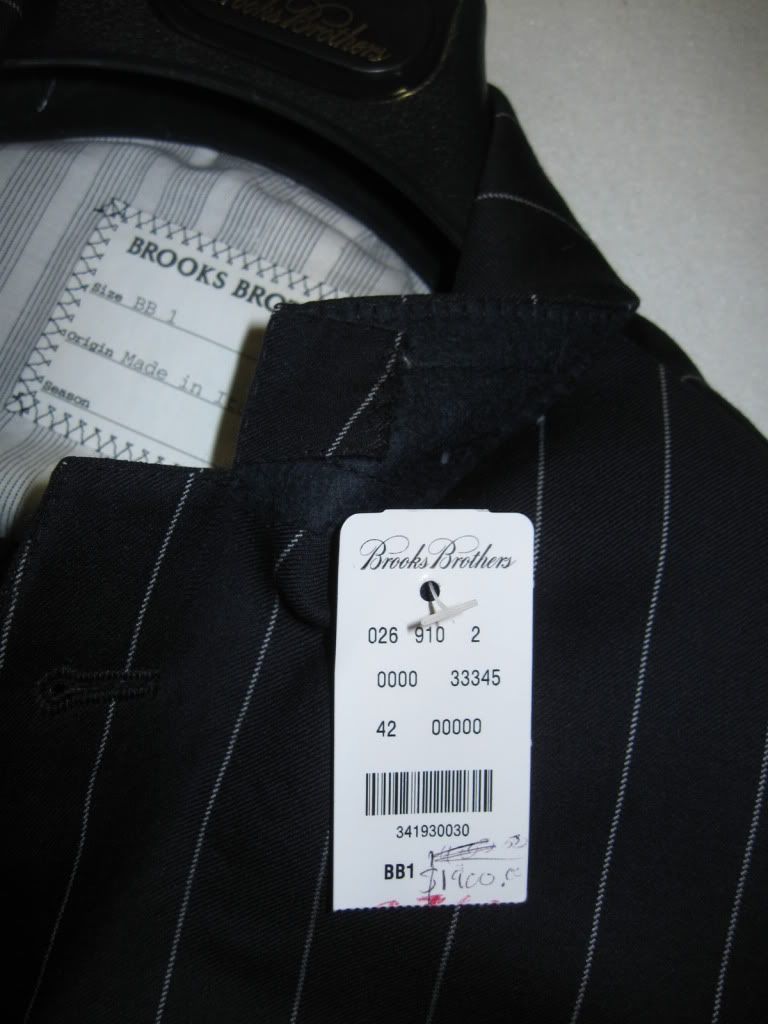 Brooks Brothers
BROOKS BRO
Size BB 1
Origin Made in
Season
Brooks Brothers
026 910 2
0000 33345
42 00000
341930030
BB1 $1900.00